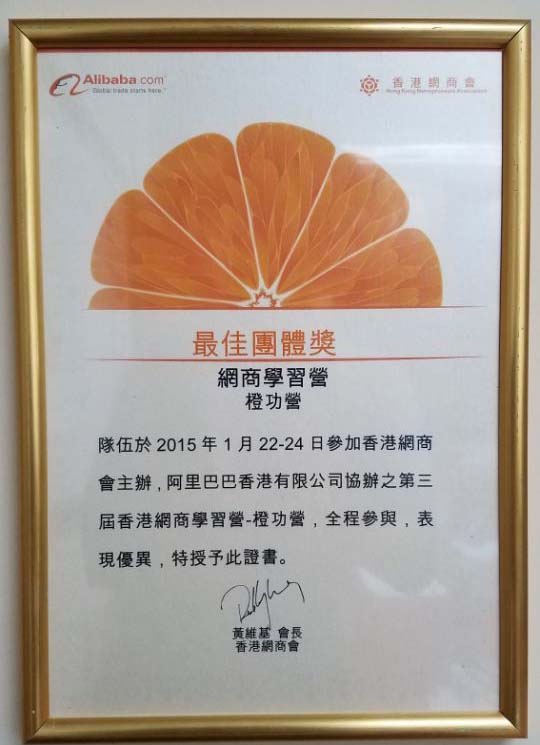 Alibaba.com
Global trade starts here.™
香港網商會
Hong Kong Netrepreneurs Association
最佳團體獎
網商學習營
橙功營
隊伍於 2015 年 1 月 22-24 日參加香港網商
會主辦，阿里巴巴香港有限公司協辦之第三
屆香港網商學習營-橙功營，全程參與，表
現優異，特授予此證書。
黃維基 會長
香港網商會